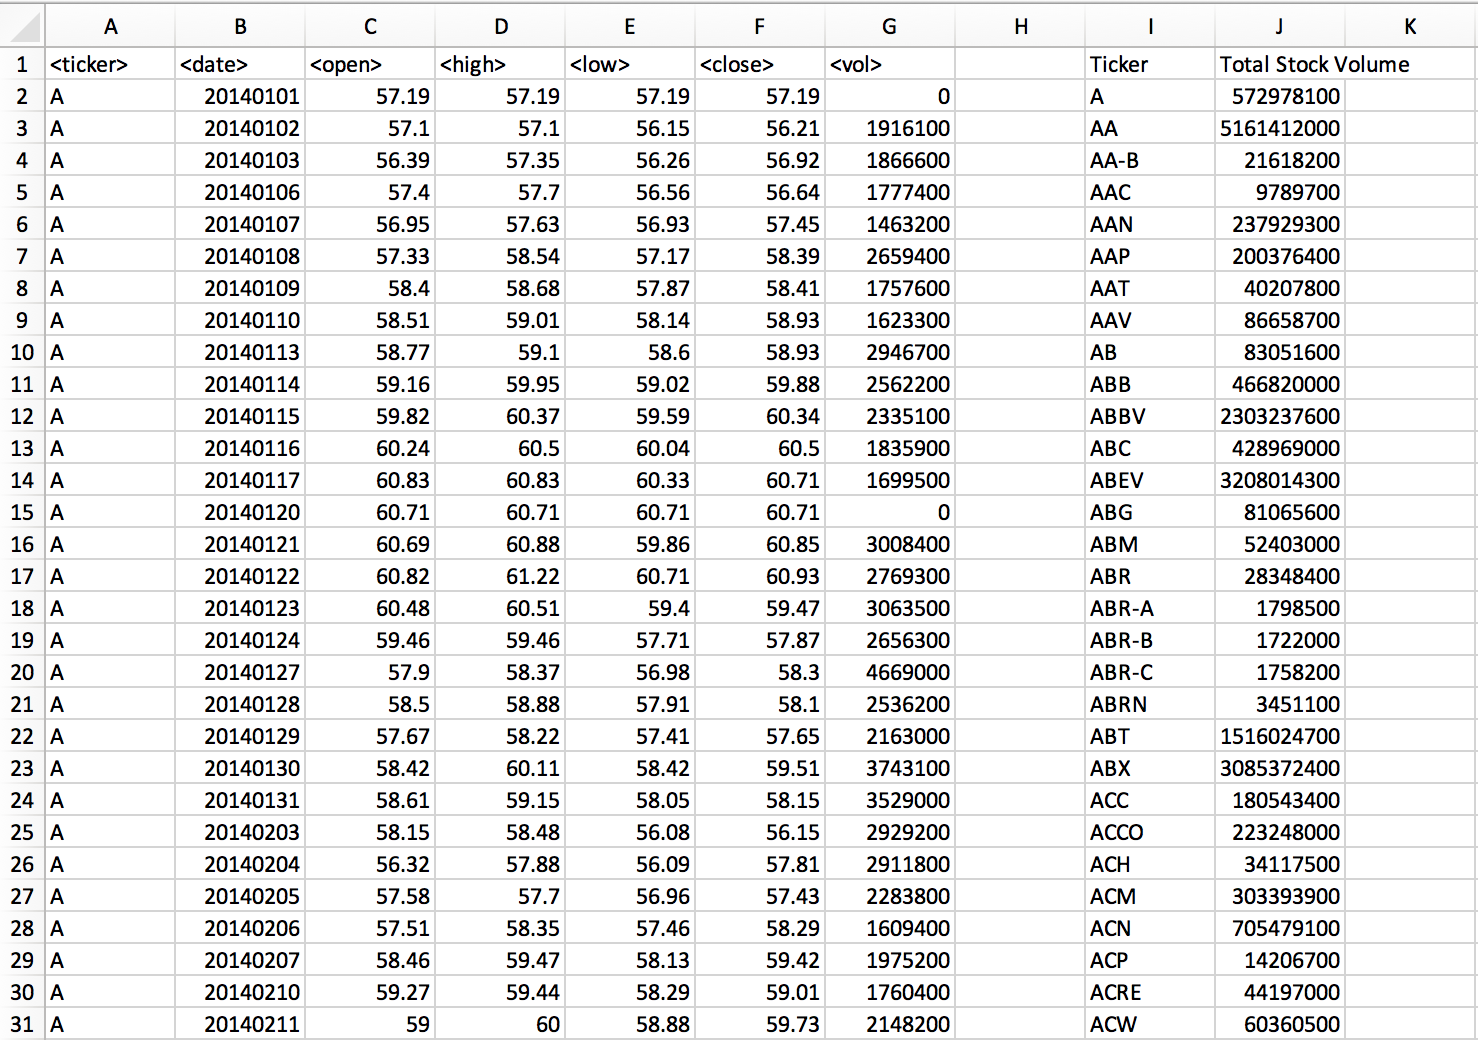 A B C D E F G H I J K
1 <ticker> <date> <open> <high> <low> <close> <vol> Ticker Total Stock Volume
2 A 20140101 57.19 57.19 57.19 57.19 0 A 572978100
3 A 20140102 57.1 57.1 56.15 56.21 1916100 AA 5161412000
4 A 20140103 56.39 57.35 56.26 56.92 1866600 AA-B 21618200
5 A 20140106 57.4 57.7 56.56 56.64 1777400 AAC 9789700
6 A 20140107 56.95 57.63 56.93 57.45 1463200 AAN 237929300
7 A 20140108 57.33 58.54 57.17 58.39 2659400 AAP 200376400
8 A 20140109 58.4 58.68 57.87 58.41 1757600 AAT 40207800
9 A 20140110 58.51 59.01 58.14 58.93 1623300 AAV 86658700
10 A 20140113 58.77 59.1 58.6 58.93 2946700 AB 83051600
11 A 20140114 59.16 59.95 59.02 59.88 2562200 ABB 466820000
12 A 20140115 59.82 60.37 59.59 60.34 2335100 ABBV 2303237600
13 A 20140116 60.24 60.5 60.04 60.5 1835900 ABC 428969000
14 A 20140117 60.83 60.83 60.33 60.71 1699500 ABEV 3208014300
15 A 20140120 60.71 60.71 60.71 60.71 0 ABG 81065600
16 A 20140121 60.69 60.88 59.86 60.85 3008400 ABM 52403000
17 A 20140122 60.82 61.22 60.71 60.93 2769300 ABR 28348400
18 A 20140123 60.48 60.51 59.4 59.47 3063500 ABR-A 1798500
19 A 20140124 59.46 59.46 57.71 57.87 2656300 ABR-B 1722000
20 A 20140127 57.9 58.37 56.98 58.3 4669000 ABR-C 1758200
21 A 20140128 58.5 58.88 57.91 58.1 2536200 ABRN 3451100
22 A 20140129 57.67 58.22 57.41 57.65 2163000 ABT 1516024700
23 A 20140130 58.42 60.11 58.42 59.51 3743100 ABX 3085372400
24 A 20140131 58.61 59.15 58.05 58.15 3529000 ACC 180543400
25 A 20140203 58.15 58.48 56.08 56.15 2929200 ACCO 223248000
26 A 20140204 56.32 57.88 56.09 57.81 2911800 ACH 34117500
27 A 20140205 57.58 57.7 56.96 57.43 2283800 ACM 303393900
28 A 20140206 57.51 58.35 57.46 58.29 1609400 ACN 705479100
29 A 20140207 58.46 59.47 58.13 59.42 1975200 ACP 14206700
30 A 20140210 59.27 59.44 58.29 59.01 1760400 ACRE 44197000
31 A 20140211 59 60 58.88 59.73 2148200 ACW 60360500